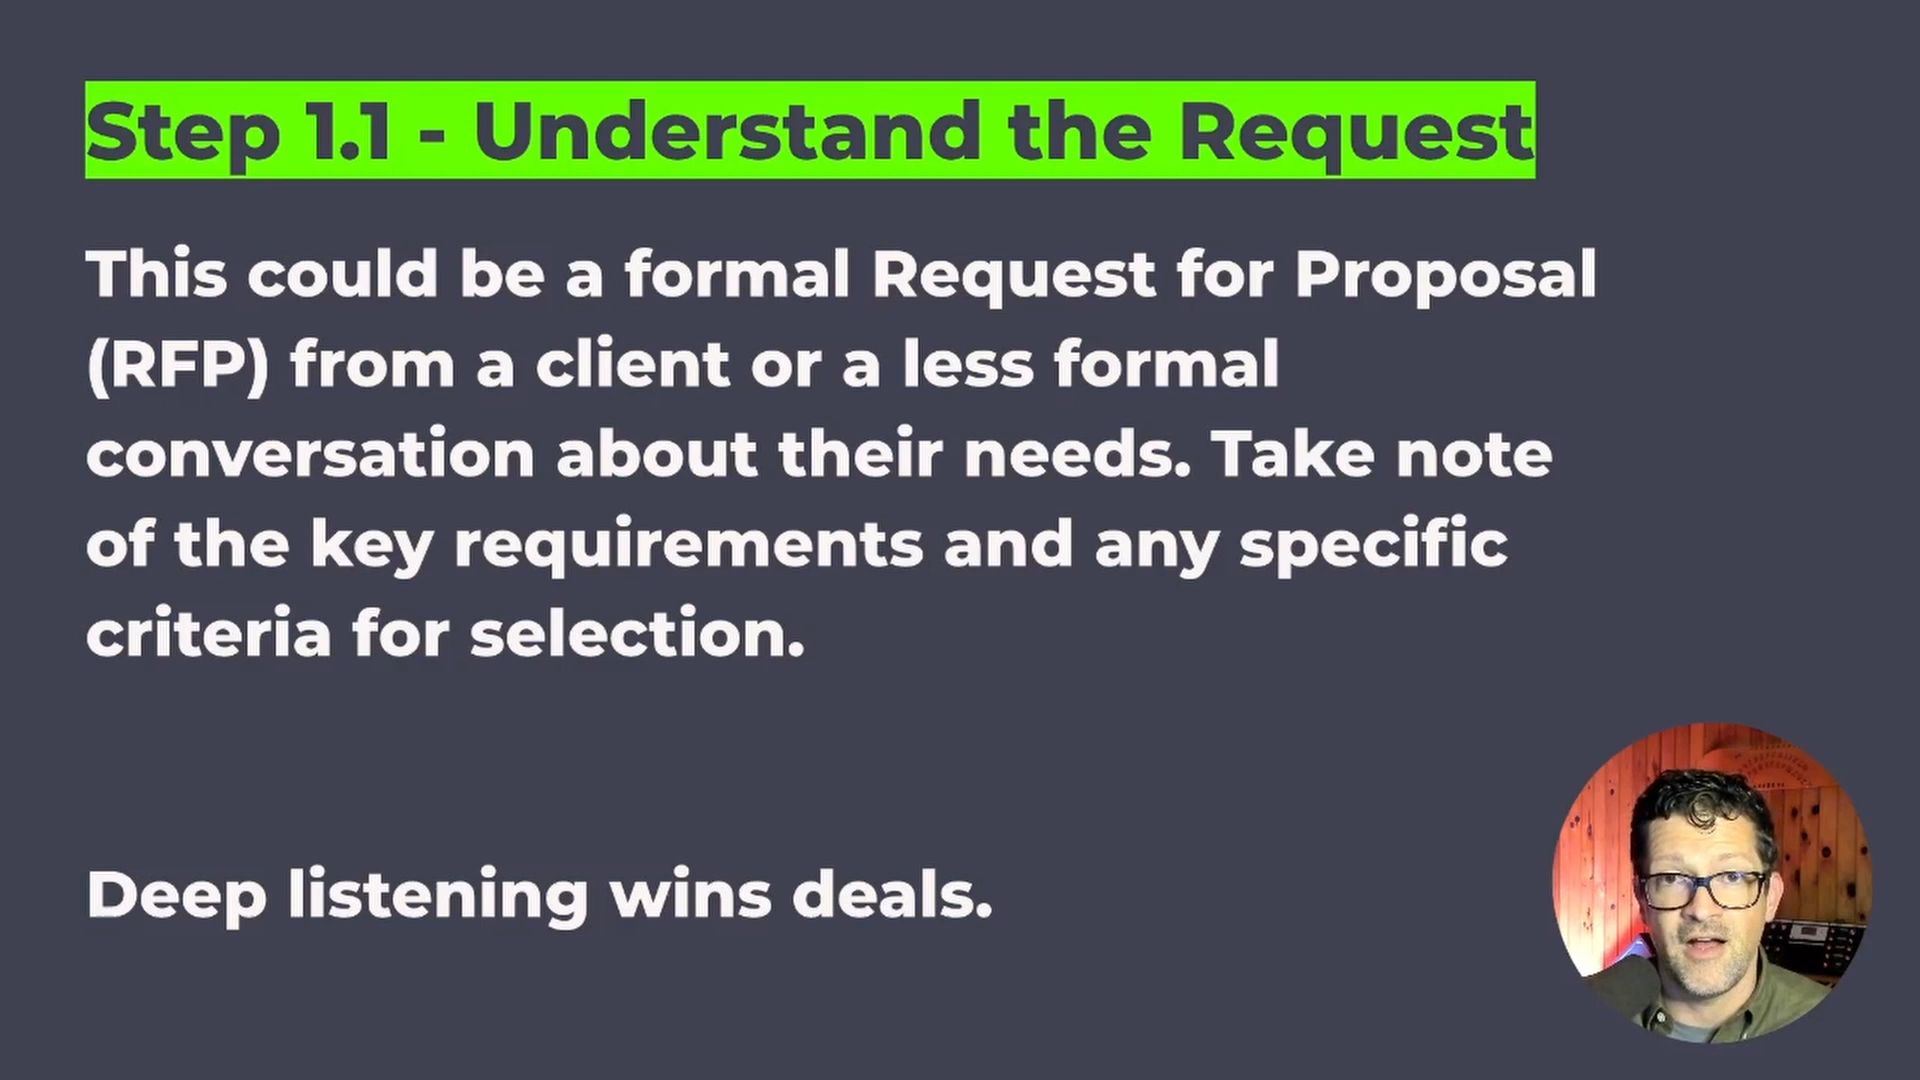 Step 1.1 - Understand the Request
This could be a formal Request for Proposal
(RFP) from a client or a less formal
conversation about their needs. Take note
of the key requirements and any specific
criteria for selection.
Deep listening wins deals.